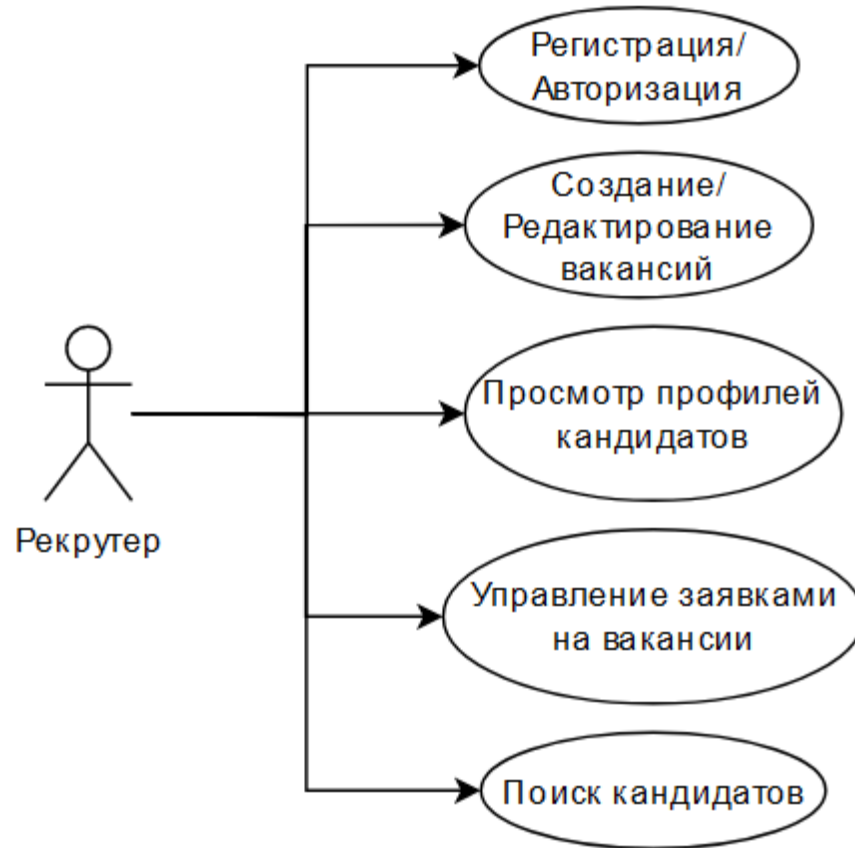 Регистрация/
Авторизация
Создание/
Редактирование
вакансий
Просмотр профилей
кандидатов
Рекрутер
Управление заявками
на вакансии
Поиск кандидатов